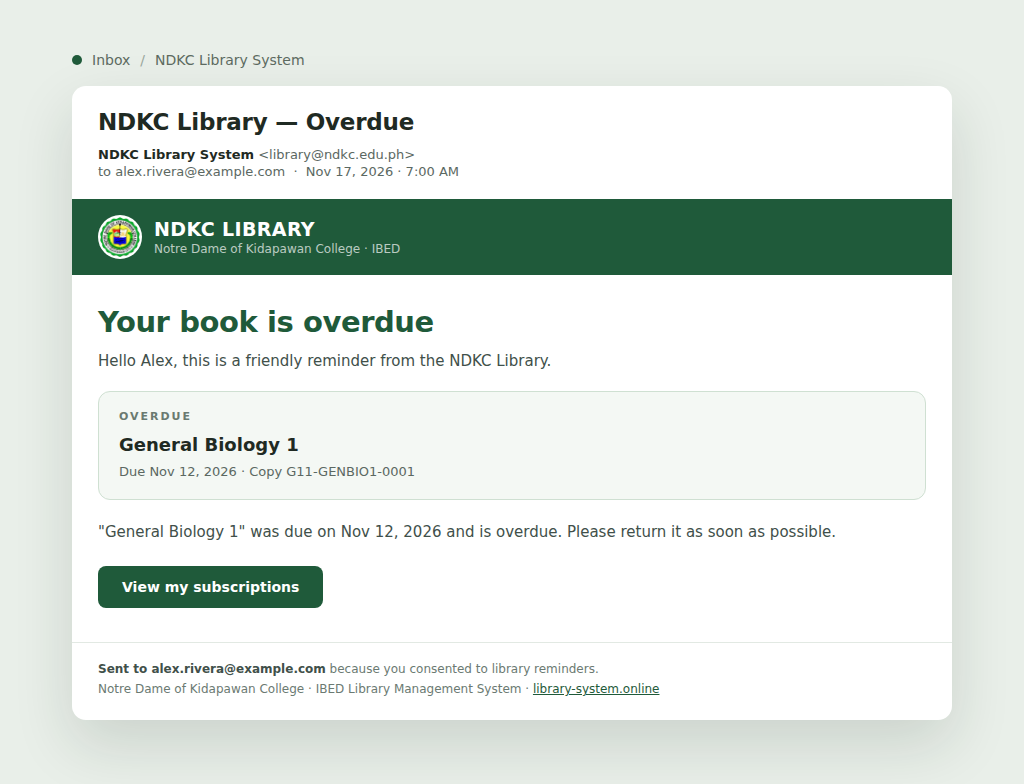 Inbox / NDKC Library System
NDKC Library — Overdue
NDKC Library System <library@ndkc.edu.ph>
to alex.rivera@example.com · Nov 17, 2026 · 7:00 AM
NDKC LIBRARY
Notre Dame of Kidapawan College · IBED
Your book is overdue
Hello Alex, this is a friendly reminder from the NDKC Library.
OVERDUE
General Biology 1
Due Nov 12, 2026 · Copy G11-GENBIO1-0001
"General Biology 1" was due on Nov 12, 2026 and is overdue. Please return it as soon as possible.
View my subscriptions
Sent to alex.rivera@example.com because you consented to library reminders.
Notre Dame of Kidapawan College · IBED Library Management System · library-system.online